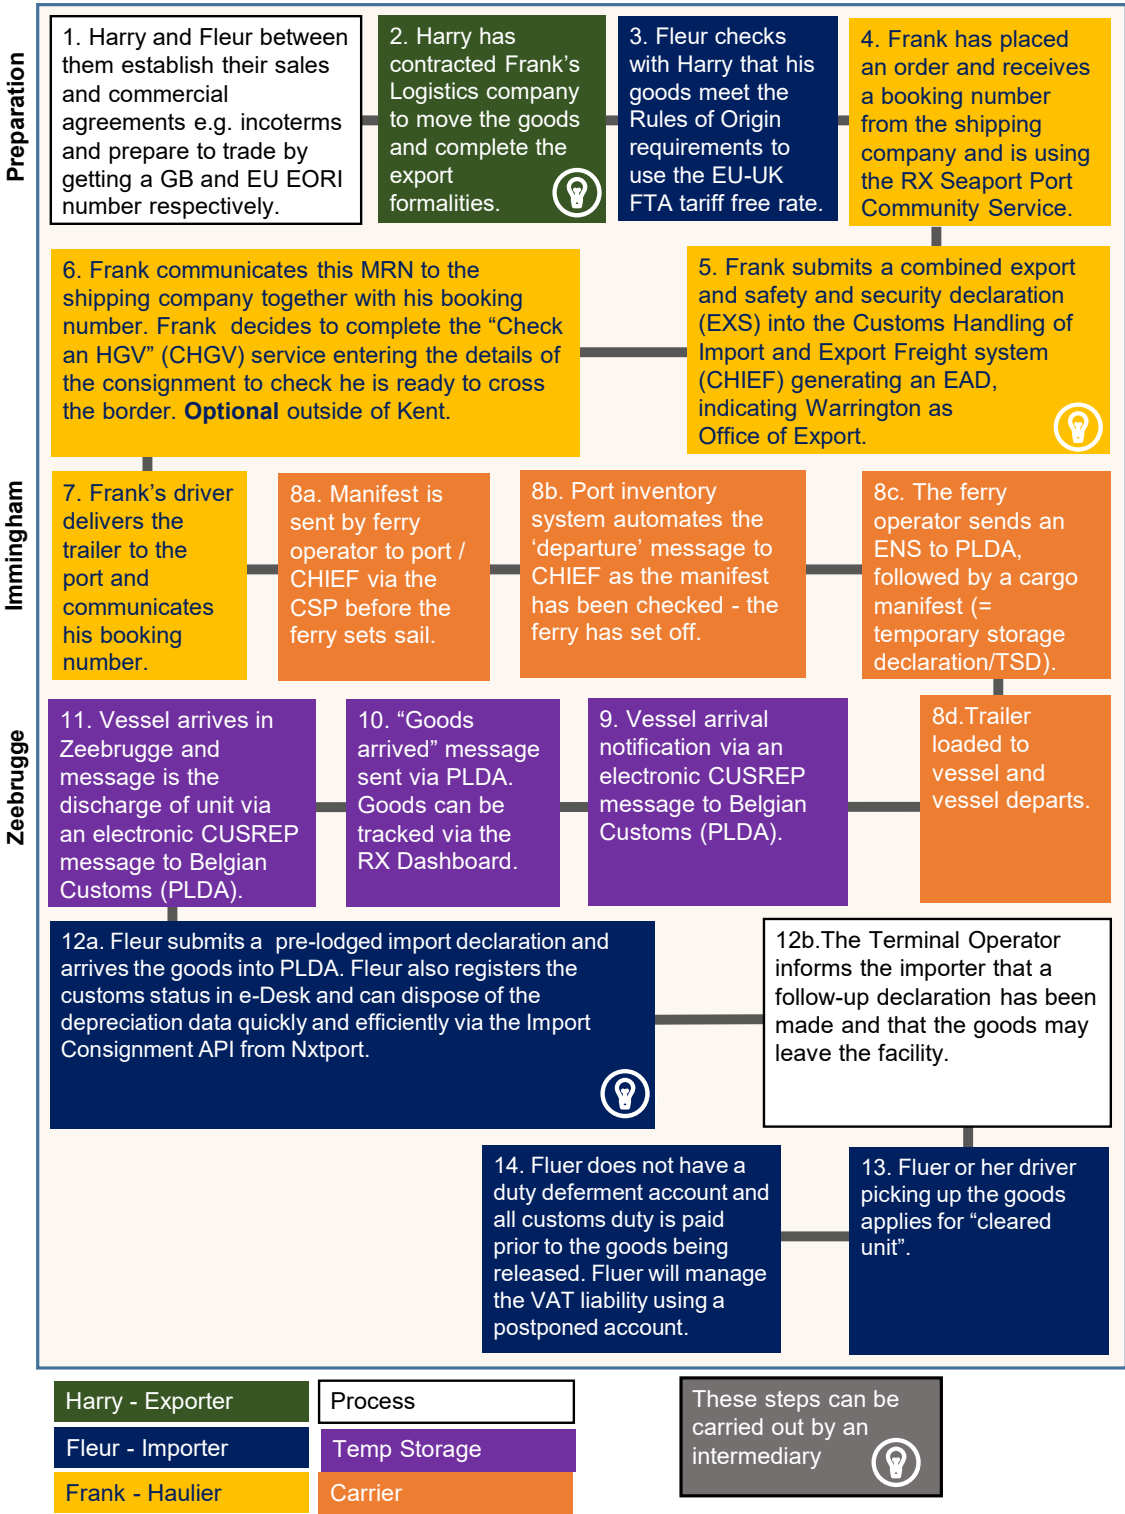 Preparation
1. Harry and Fleur between
them establish their sales
and commercial
agreements e.g. incoterms
and prepare to trade by
getting a GB and EU EORI
number respectively.
2. Harry has
contracted Frank's
Logistics company
to move the goods
and complete the
export
formalities.
3. Fleur checks
with Harry that his
goods meet the
Rules of Origin
requirements to
use the EU-UK
FTA tariff free rate.
4. Frank has placed
an order and receives
a booking number
from the shipping
company and is using
the RX Seaport Port
Community Service.
6. Frank communicates this MRN to the
shipping company together with his booking
number. Frank decides to complete the “Check
an HGV” (CHGV) service entering the details of
the consignment to check he is ready to cross
the border. Optional outside of Kent.
5. Frank submits a combined export
and safety and security declaration
(EXS) into the Customs Handling of
Import and Export Freight system
(CHIEF) generating an EAD,
indicating Warrington as
Office of Export.
Immingham
7. Frank's driver
delivers the
trailer to the
port and
communicates
his booking
number.
8a. Manifest is
sent by ferry
operator to port /
CHIEF via the
CSP before the
ferry sets sail.
8b. Port inventory
system automates the
‘departure’ message to
CHIEF as the manifest
has been checked - the
ferry has set off.
8c. The ferry
operator sends an
ENS to PLDA,
followed by a cargo
manifest (=
temporary storage
declaration/TSD).
Zeebrugge
11. Vessel arrives in
Zeebrugge and
message is the
discharge of unit via
an electronic CUSREP
message to Belgian
Customs (PLDA).
10. “Goods
arrived” message
sent via PLDA.
Goods can be
tracked via the
RX Dashboard.
9. Vessel arrival
notification via an
electronic CUSREP
message to Belgian
Customs (PLDA).
8d.Trailer
loaded to
vessel and
vessel departs.
12a. Fleur submits a pre-lodged import declaration and
arrives the goods into PLDA. Fleur also registers the
customs status in e-Desk and can dispose of the
depreciation data quickly and efficiently via the Import
Consignment API from Nxtport.
12b.The Terminal Operator
informs the importer that a
follow-up declaration has been
made and that the goods may
leave the facility.
14. Fluer does not have a
duty deferment account and
all customs duty is paid
prior to the goods being
released. Fluer will manage
the VAT liability using a
postponed account.
13. Fluer or her driver
picking up the goods
applies for “cleared
unit”.
Harry - Exporter
Process
Fleur - Importer
Temp Storage
Frank - Haulier
Carrier
These steps can be
carried out by an
intermediary